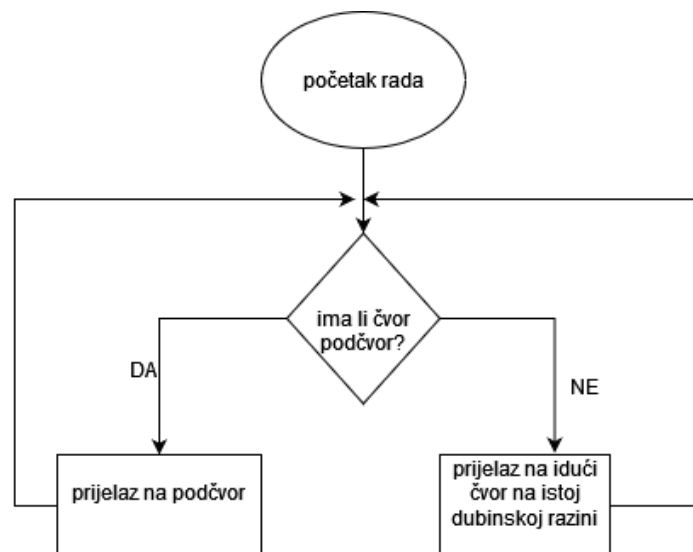 početak rada
ima li čvor
podčvor?
DA
NE
prijelaz na podčvor
prijelaz na idući
čvor na istoj
dubinskoj razini